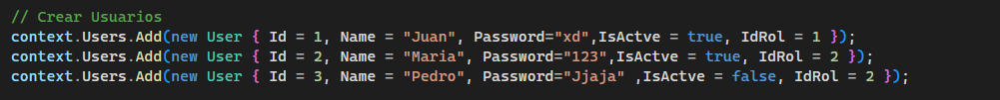 // Crear Usuarios
context.Users.Add(new User { Id = 1, Name = "Juan", Password="xd",IsActve = true, IdRol = 1 });
context.Users.Add(new User { Id = 2, Name = "Maria", Password="123",IsActve = true, IdRol = 2 });
context.Users.Add(new User { Id = 3, Name = "Pedro", Password="Jjaja" ,IsActve = false, IdRol = 2 });